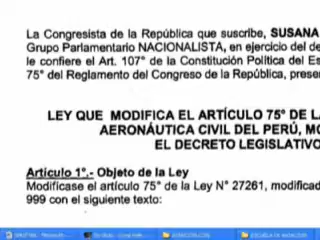 La Congresista de la República que suscribe, SUSANA
Grupo Parlamentario NACIONALISTA, en ejercicio del de
le confiere el Art. 107° de la Constitución Política del Es
75° del Reglamento del Congreso de la República, prese
LEY QUE MODIFICA EL ARTÍCULO 75° DE LA
AERONÁUTICA CIVIL DEL PERÚ, MO
EL DECRETO LEGISLATIVO
Artículo 1°.- Objeto de la Ley
Modifícase el artículo 75° de la Ley N° 27261, modificad
999 con el siguiente texto: